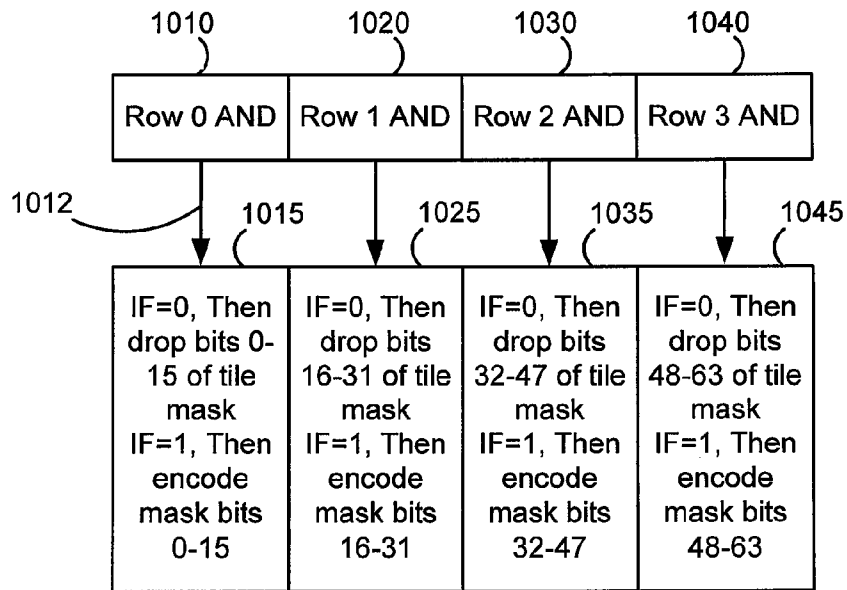 1010 1020 1030 1040
Row 0 AND Row 1 AND Row 2 AND Row 3 AND
1012
1015 1025 1035 1045
IF=0, Then
drop bits 0-
15 of tile
mask
IF=1, Then
encode
mask bits
0-15
IF=0, Then
drop bits
16-31 of tile
mask
IF=1, Then
encode
mask bits
16-31
IF=0, Then
drop bits
32-47 of tile
mask
IF=1, Then
encode
mask bits
32-47
IF=0, Then
drop bits
48-63 of tile
mask
IF=1, Then
encode
mask bits
48-63